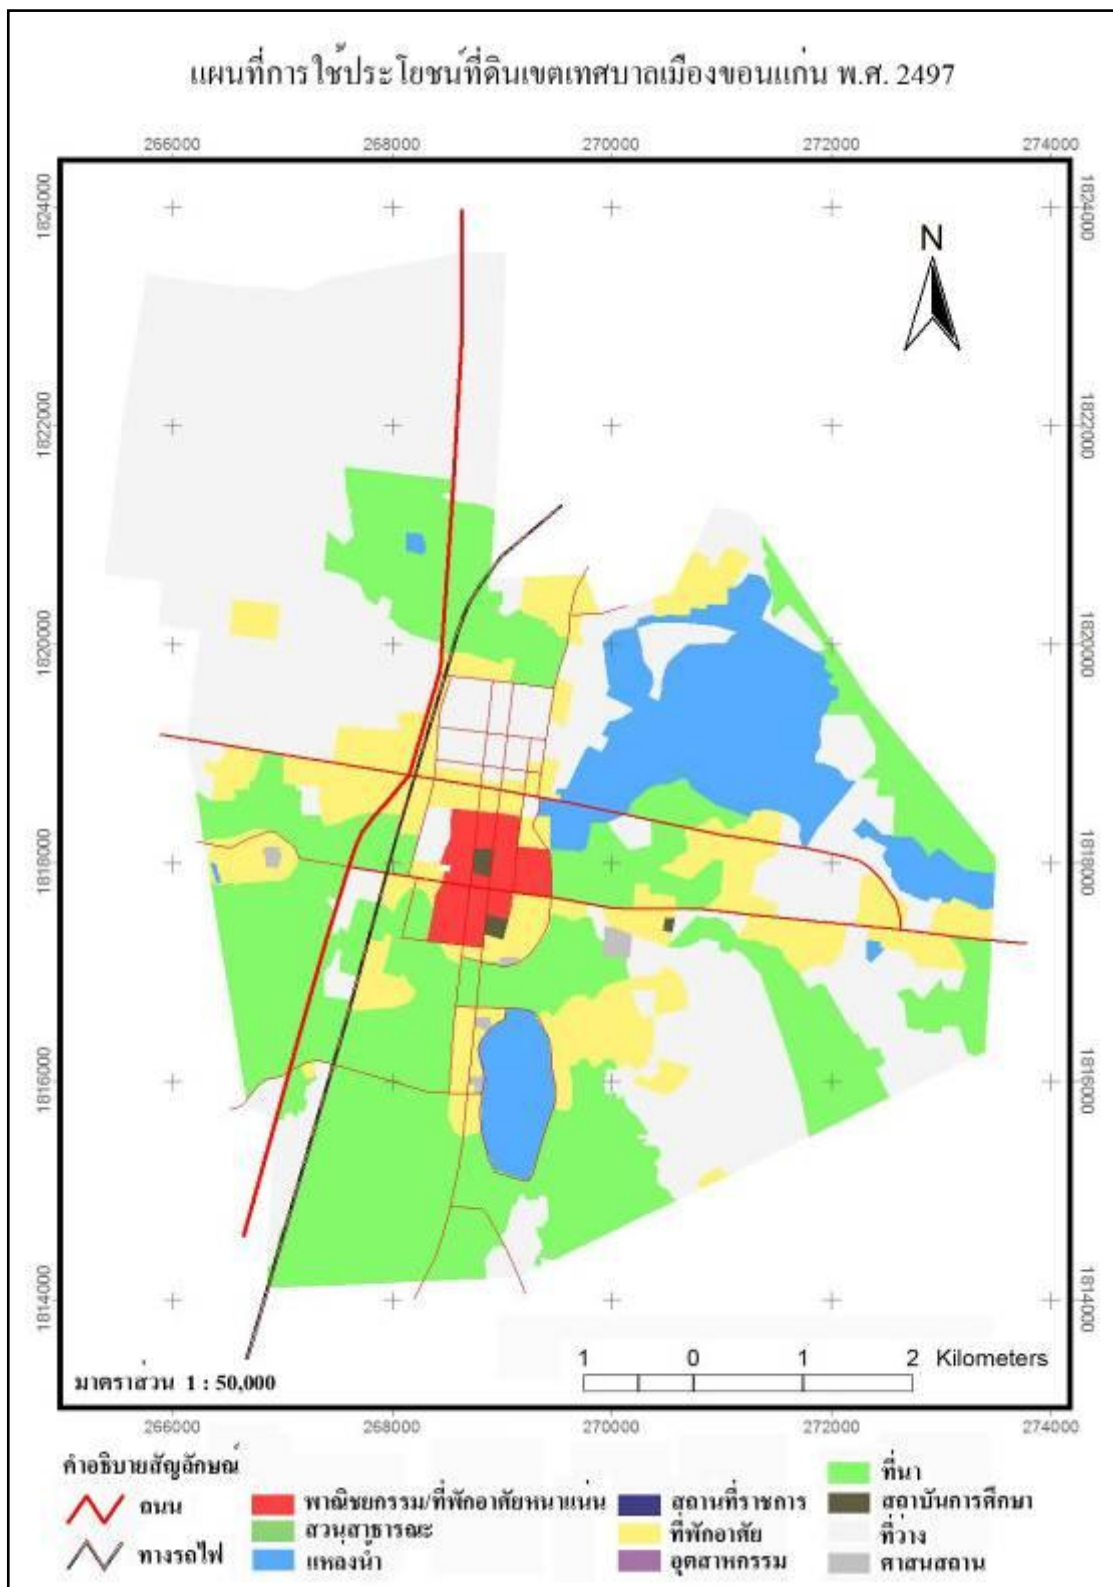 แผนที่การใช้ประโยชน์ที่ดินเขตเทศบาลเมืองขอนแก่น พ.ศ. 2497
266000 268000 270000 272000 274000
1824000 1824000
N
1822000 1822000
1820000 1820000
1818000 1818000
1816000 1816000
1814000 1814000
1 0 1 2 Kilometers
มาตราส่วน 1 : 50,000
266000 268000 270000 272000 274000
คำอธิบายสัญลักษณ์
ถนน
ทางรถไฟ
พาณิชยกรรม/ที่พักอาศัยหนาแน่น
สวนสาธารณะ
แหล่งน้ำ
สถานที่ราชการ
ที่พักอาศัย
อุตสาหกรรม
ที่นา
สถาบันการศึกษา
ที่ว่าง
ศาสนสถาน